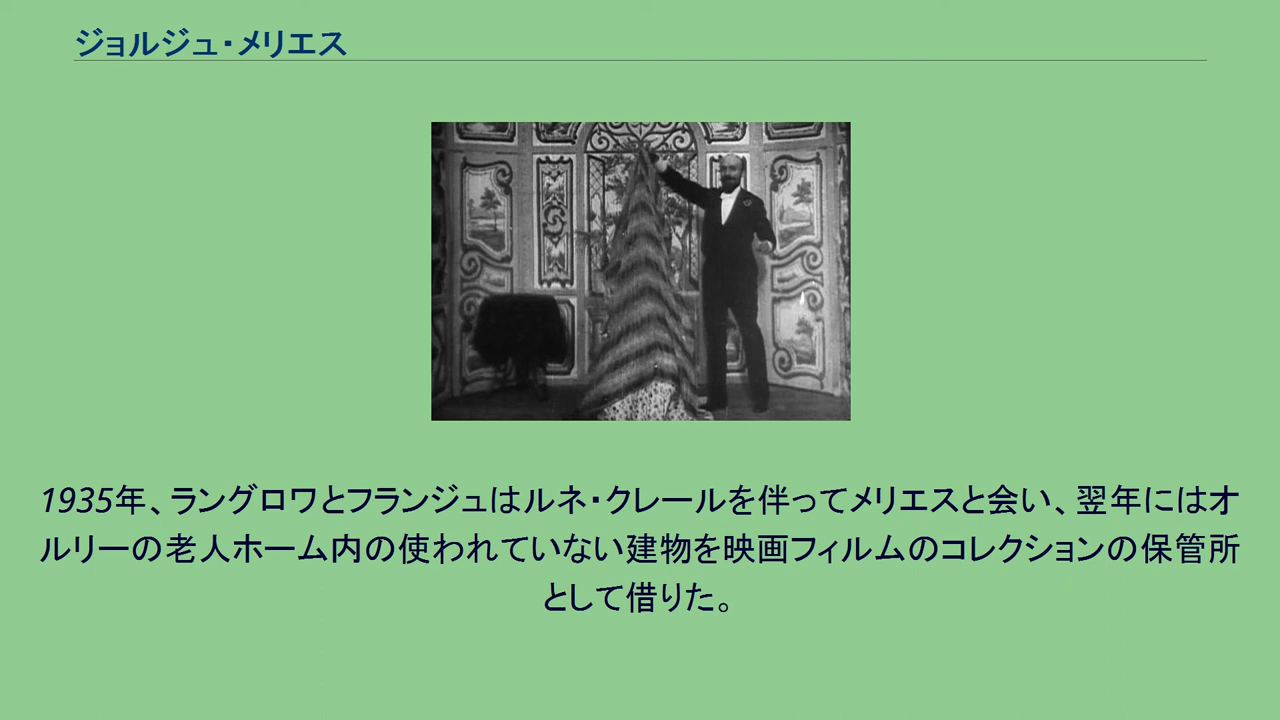 ジョルジュ・メリエス
1935年、ラングロワとフランジュはルネ・クレールを伴ってメリエスと会い、翌年にはオ
ルリーの老人ホーム内の使われていない建物を映画フィルムのコレクションの保管所
として借りた。